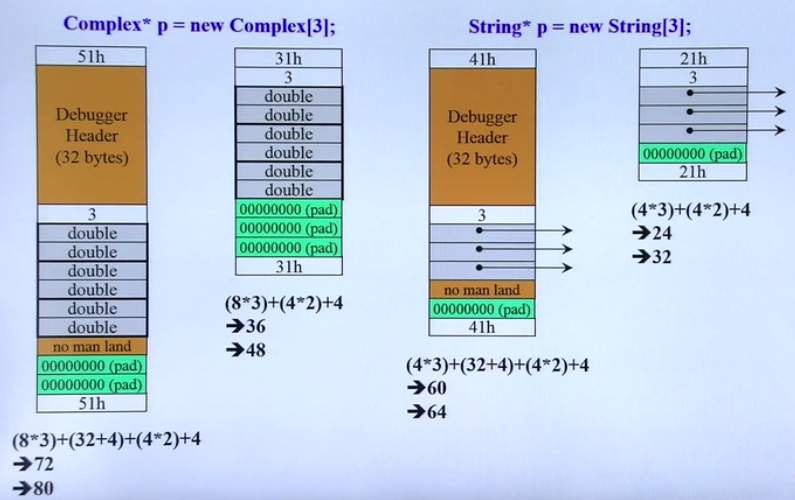 Complex* p = new Complex[3];
51h
Debugger
Header
(32 bytes)
3
double
double
double
double
double
double
no man land
00000000 (pad)
00000000 (pad)
51h
(8*3)+(32+4)+(4*2)+4
➔72
➔80
31h
3
double
double
double
double
double
double
00000000 (pad)
00000000 (pad)
00000000 (pad)
31h
(8*3)+(4*2)+4
➔36
➔48
String* p = new String[3];
41h
Debugger
Header
(32 bytes)
3
no man land
00000000 (pad)
41h
(4*3)+(32+4)+(4*2)+4
➔60
➔64
21h
3
00000000 (pad)
21h
(4*3)+(4*2)+4
➔24
➔32